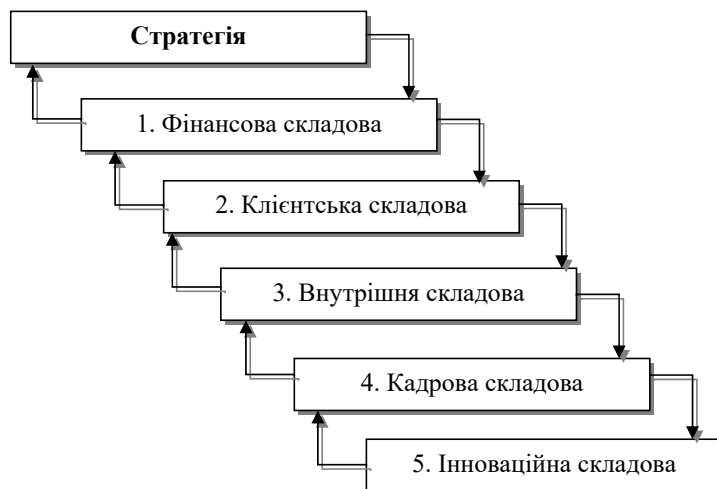 Стратегія
1. Фінансова складова
2. Клієнтська складова
3. Внутрішня складова
4. Кадрова складова
5. Інноваційна складова